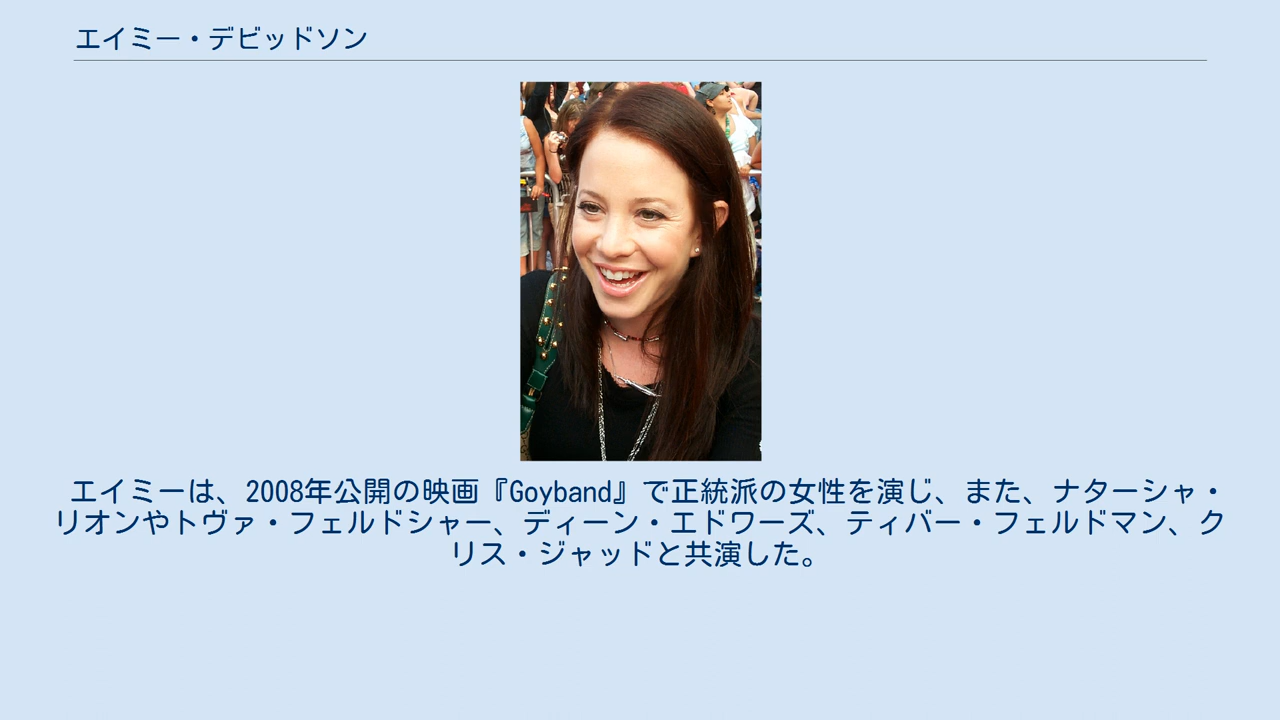 エイミー・デビッドソン
エイミーは、2008年公開の映画『Goyband』で正統派の女性を演じ、また、ナターシャ・
リオンやトヴァ・フェルドシャー、ディーン・エドワーズ、ティバー・フェルドマン、ク
リス・ジャッドと共演した。